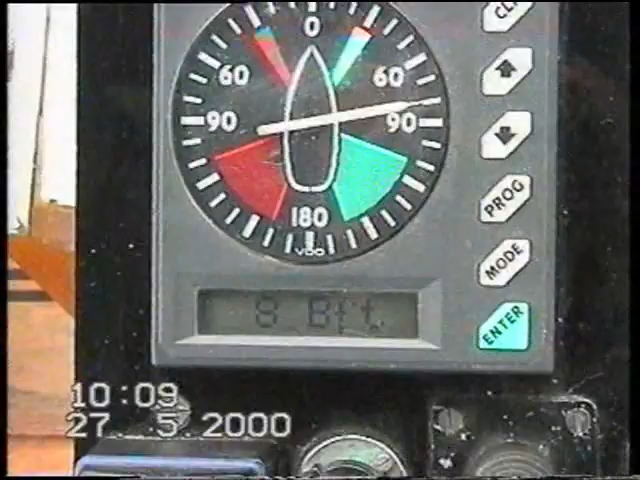 0
CLR
60 60
90 90
180
VDO
PROG
MODE
8 Bft.
ENTER
10:09
27 5.2000